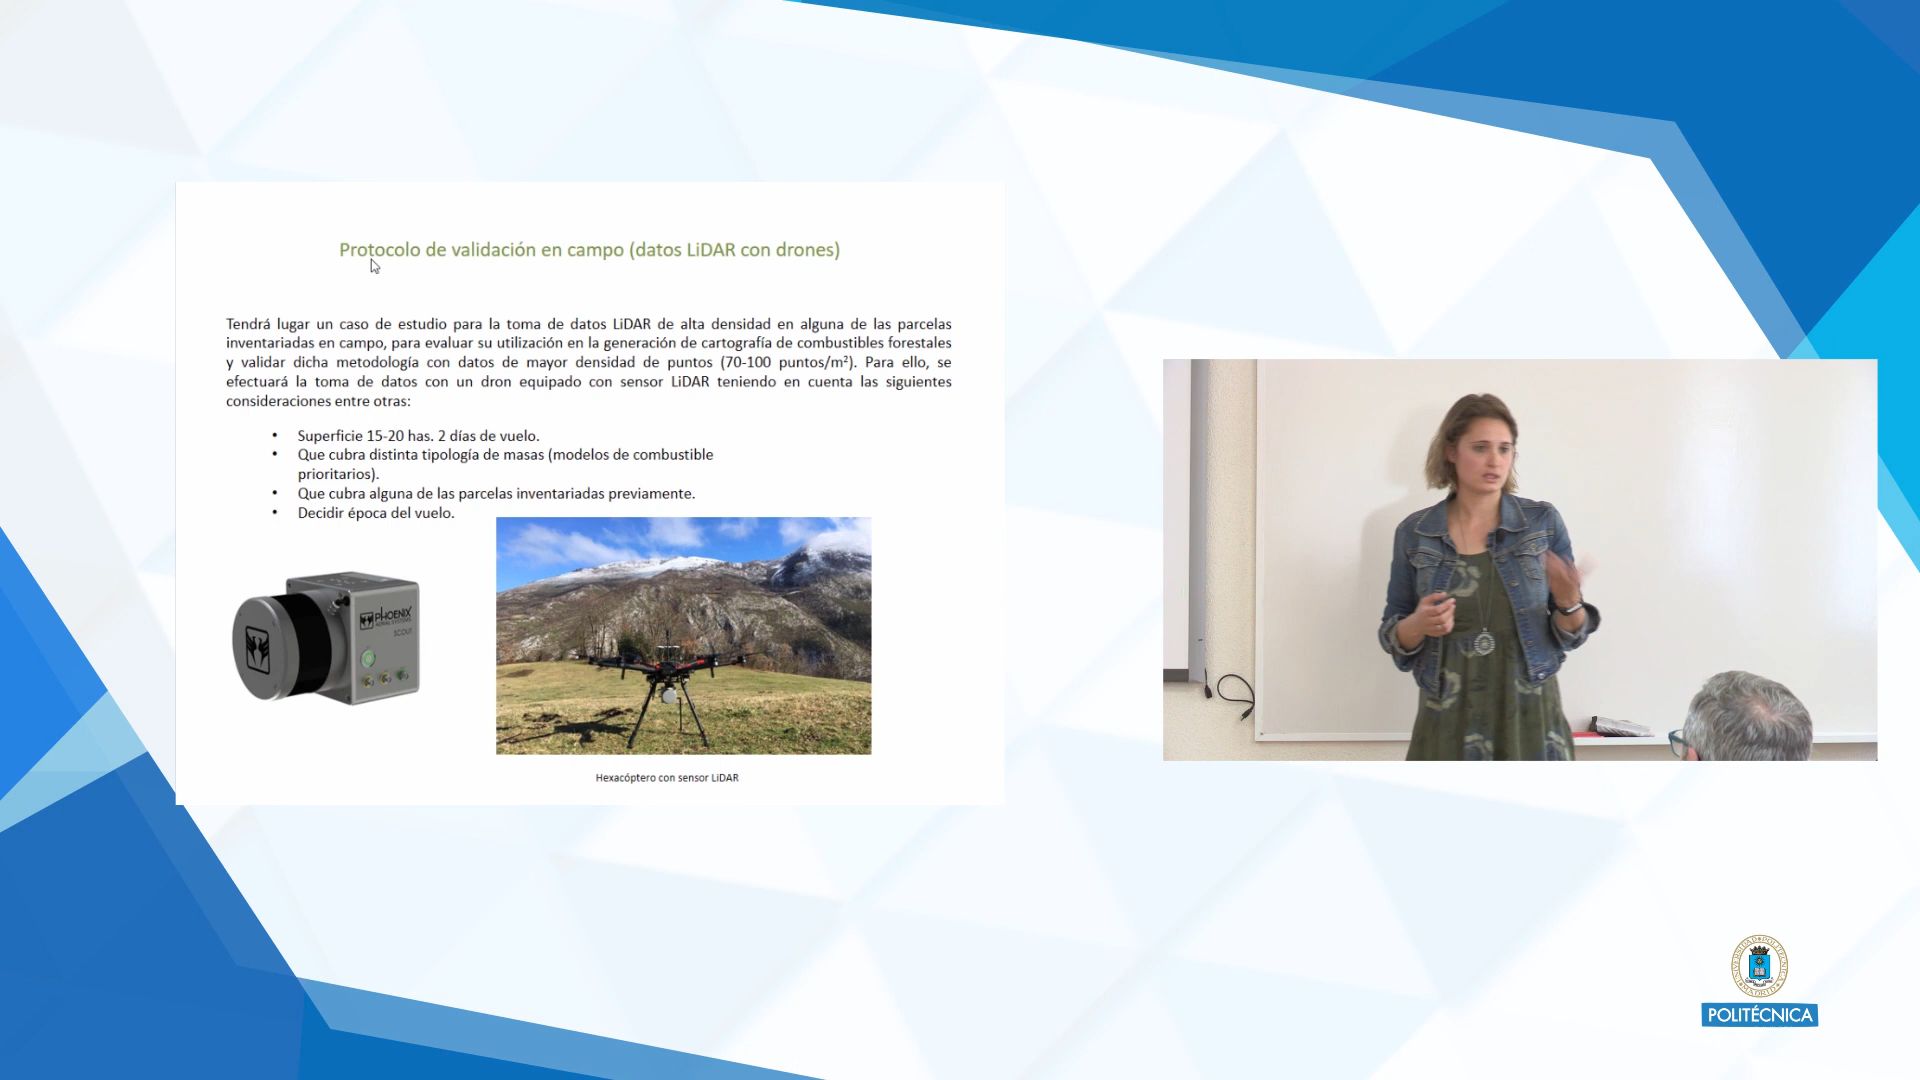 Protocolo de validación en campo (datos LiDAR con drones)
Tendrá lugar un caso de estudio para la toma de datos LiDAR de alta densidad en alguna de las parcelas
inventariadas en campo, para evaluar su utilización en la generación de cartografía de combustibles forestales
y validar dicha metodología con datos de mayor densidad de puntos (70-100 puntos/m²). Para ello, se
efectuará la toma de datos con un dron equipado con sensor LiDAR teniendo en cuenta las siguientes
consideraciones entre otras:
• Superficie 15-20 has. 2 días de vuelo.
• Que cubra distinta tipología de masas (modelos de combustible
prioritarios).
• Que cubra alguna de las parcelas inventariadas previamente.
• Decidir época del vuelo.
PHOENIX
AERIAL SYSTEMS
SCOUT
Hexacóptero con sensor LiDAR
UNIVERSIDAD POLITÉCNICA
MADRID
POLITÉCNICA